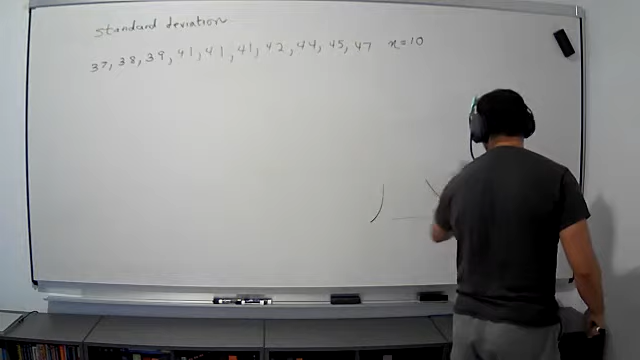 standard deviation
37, 38, 39, 41, 41, 41, 42, 44, 45, 47 n=10